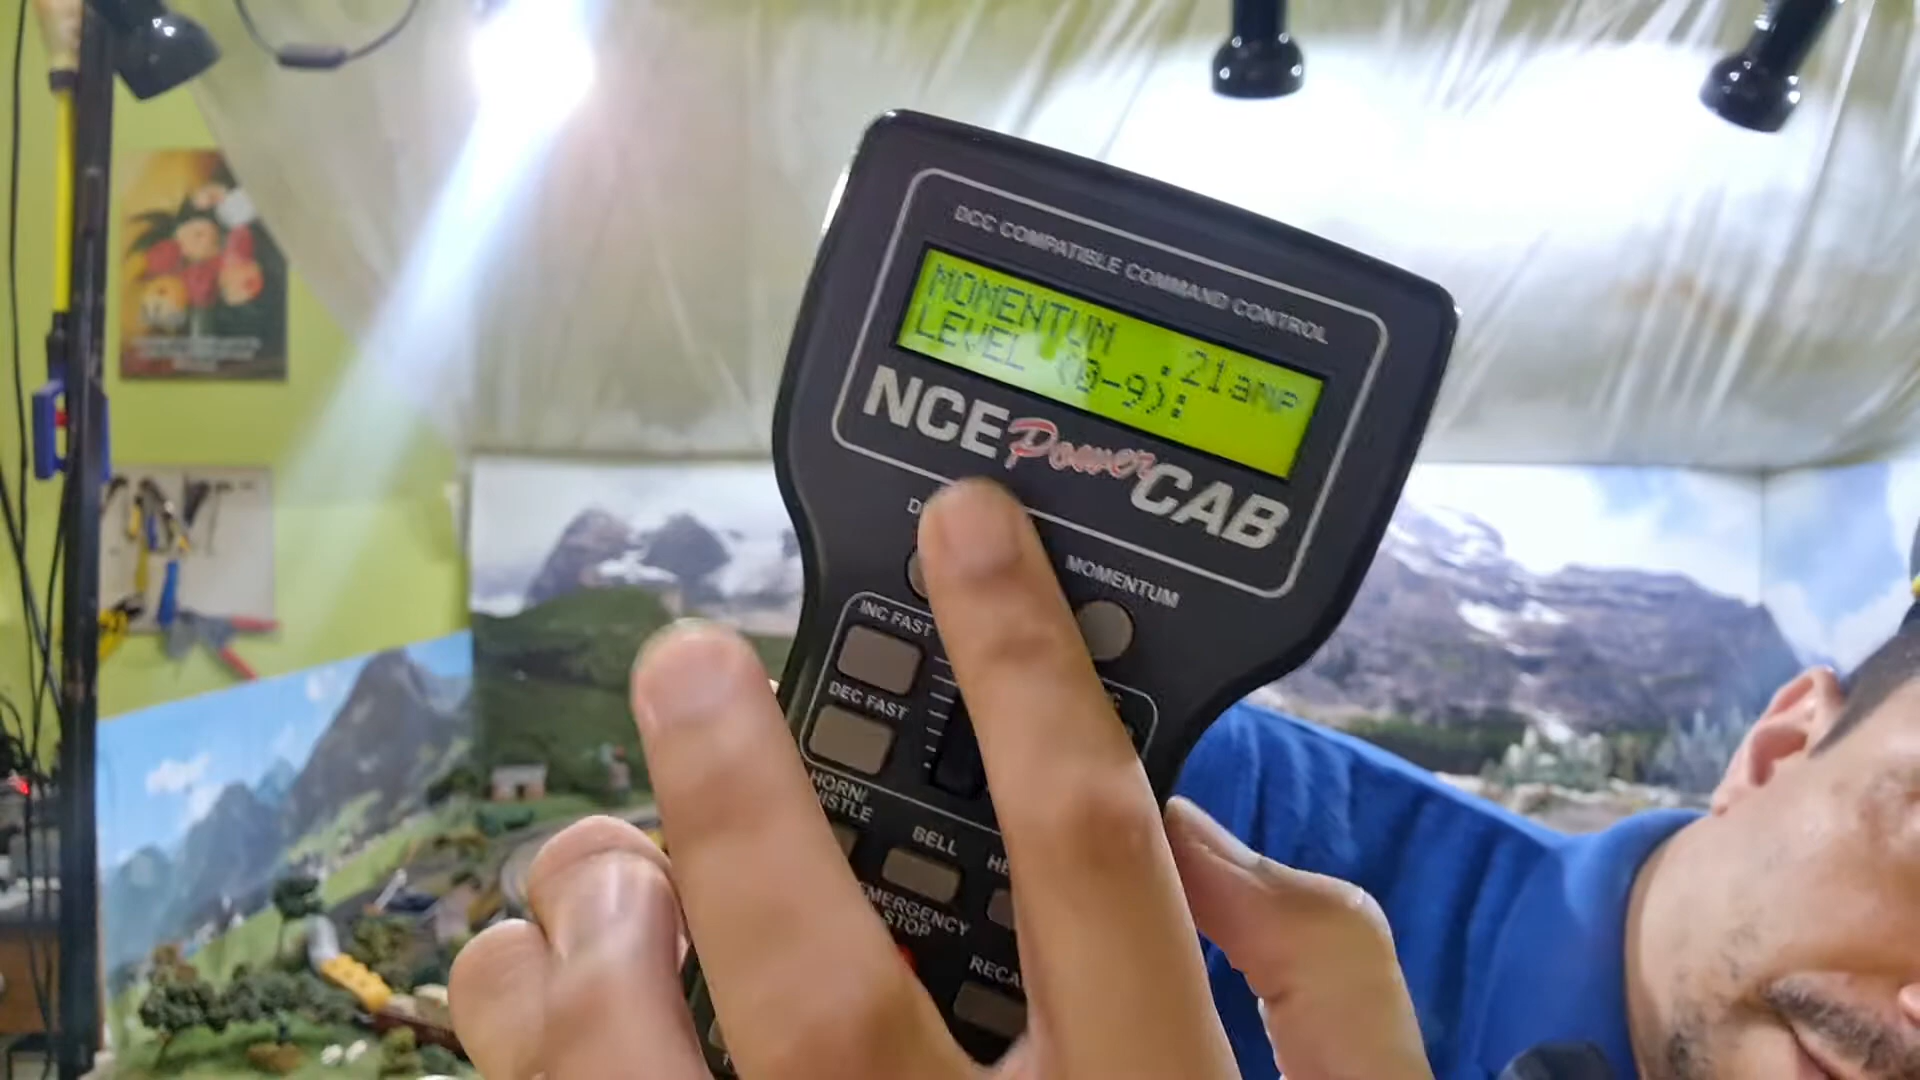 DCC COMPATIBLE COMMAND CONTROL
MOMENTUM .21amp
LEVEL (0-9):
NCE Power CAB
MOMENTUM
INC FAST
DEC FAST
HORN/
BELL
EMERGENCY
STOP